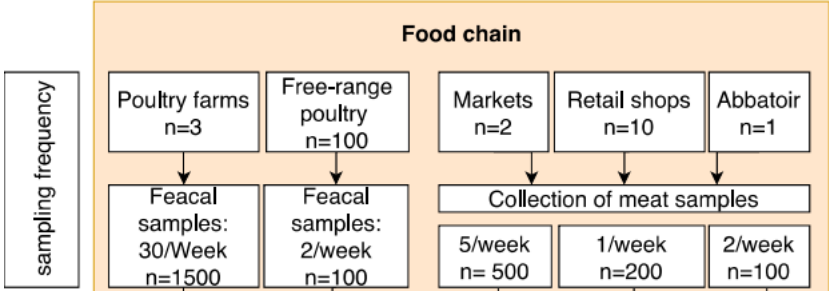 Food chain
sampling frequency
Poultry farms
n=3
Free-range
poultry
n=100
Markets
n=2
Retail shops
n=10
Abbatoir
n=1
Feacal
samples:
30/Week
n=1500
Feacal
samples:
2/week
n=100
Collection of meat samples
5/week
n= 500
1/week
n=200
2/week
n=100